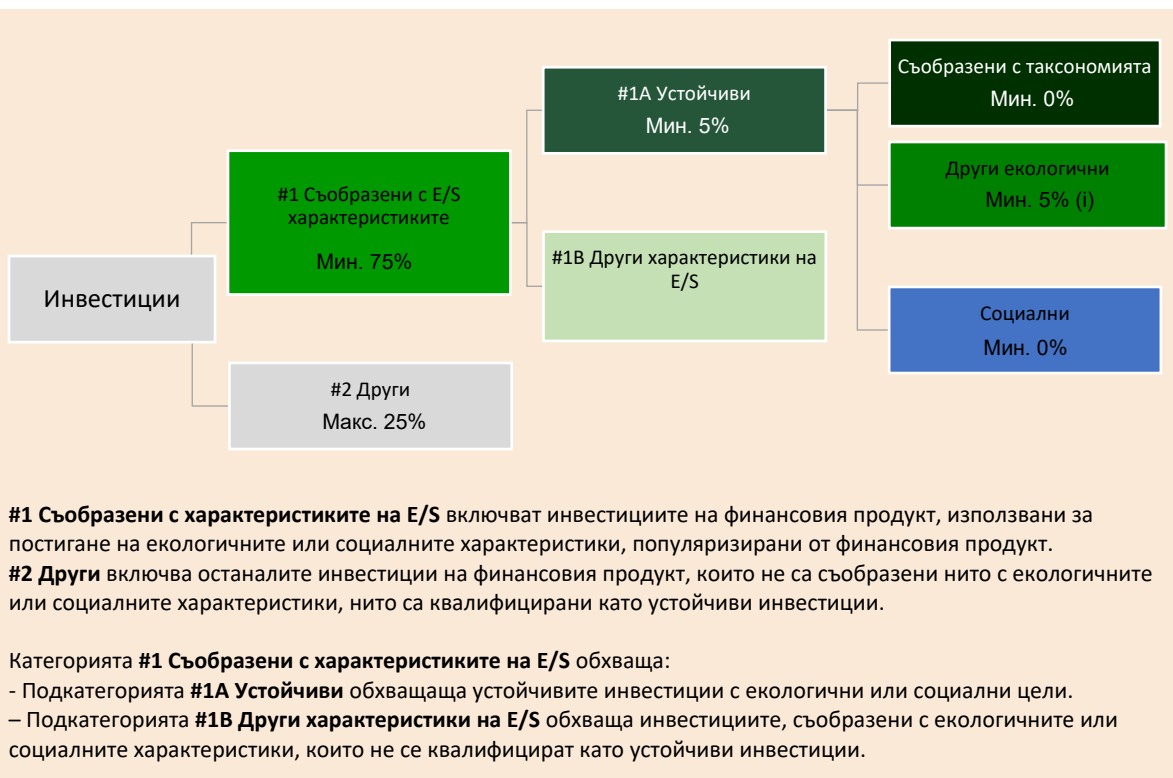 Инвестиции
#1 Съобразени с E/S
характеристиките
Мин. 75%
#2 Други
Макс. 25%
#1A Устойчиви
Мин. 5%
#1B Други характеристики на
E/S
Съобразени с таксономията
Мин. 0%
Други екологични
Мин. 5% (i)
Социални
Мин. 0%
#1 Съобразени с характеристиките на E/S включват инвестициите на финансовия продукт, използвани за
постигане на екологичните или социалните характеристики, популяризирани от финансовия продукт.
#2 Други включва останалите инвестиции на финансовия продукт, които не са съобразени нито с екологичните
или социалните характеристики, нито са квалифицирани като устойчиви инвестиции.
Категорията #1 Съобразени с характеристиките на E/S обхваща:
- Подкатегорията #1A Устойчиви обхващаща устойчивите инвестиции с екологични или социални цели.
– Подкатегорията #1B Други характеристики на E/S обхваща инвестициите, съобразени с екологичните или
социалните характеристики, които не се квалифицират като устойчиви инвестиции.